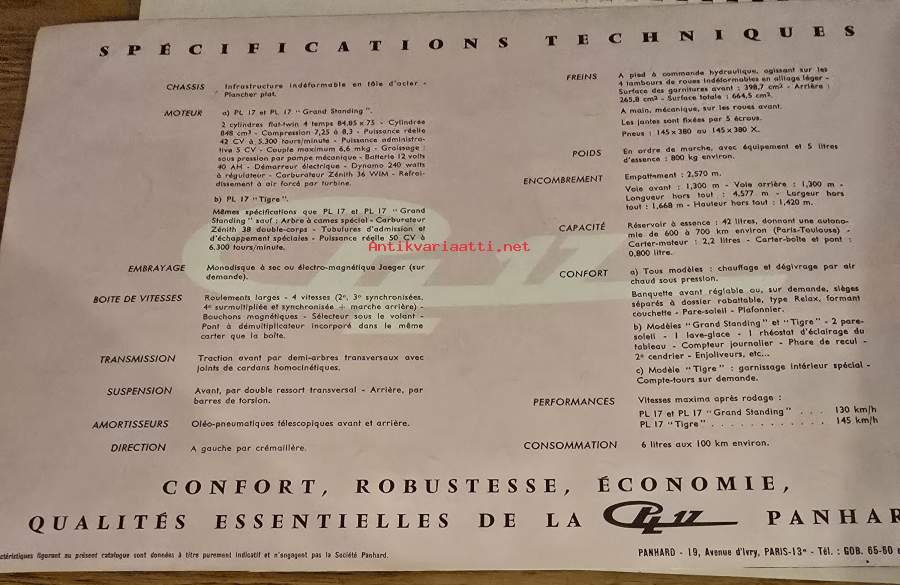 SPÉCIFICATIONS TECHNIQUES
CHASSIS Infrastructure indéformable en tôle d'acier -
Plancher plat.
MOTEUR a) PL 17 et PL 17 "Grand Standing".
2 cylindres flat-twin 4 temps 84,85 x 75 - Cylindrée
848 cm³ - Compression 7,25 à 8,3 - Puissance réelle
42 CV à 5.300 tours/minute - Puissance administra-
tive 5 CV - Couple maximum 6,6 mkg - Graissage :
sous pression par pompe mécanique - Batterie 12 volts
40 AH - Démarreur électrique - Dynamo 240 watts
à régulateur - Carburateur Zénith 36 WIM - Refroi-
dissement à air forcé par turbine.
b) PL 17 "Tigre".
Mêmes spécifications que PL 17 et PL 17 "Grand
Standing" sauf : Arbre à cames spécial - Carburateur
Zénith 38 double-corps - Tubulures d'admission et
d'échappement spéciales - Puissance réelle 50 CV à
6.300 tours/minute.
EMBRAYAGE Monodisque à sec ou électro-magnétique Jaeger (sur
demande).
BOITE DE VITESSES Roulements larges - 4 vitesses (2e, 3e synchronisées,
4e surmultipliée et synchronisée + marche arrière) -
Bouchons magnétiques - Sélecteur sous le volant -
Pont à démultiplicateur incorporé dans le même
carter que la boîte.
TRANSMISSION Traction avant par demi-arbres transversaux avec
joints de cardans homocinétiques.
SUSPENSION Avant, par double ressort transversal - Arrière, par
barres de torsion.
AMORTISSEURS Oléo-pneumatiques télescopiques avant et arrière.
DIRECTION A gauche par crémaillère.
FREINS A pied à commande hydraulique, agissant sur les
4 tambours de roues indéformables en alliage léger -
Surface des garnitures avant : 398,7 cm² - Arrière :
265,8 cm² - Surface totale : 664,5 cm².
A main, mécanique, sur les roues avant.
Les jantes sont fixées par 5 écrous.
Pneus : 145 x 380 ou 145 x 380 X.
POIDS En ordre de marche, avec équipement et 5 litres
d'essence : 800 kg environ.
ENCOMBREMENT Empattement : 2,570 m.
Voie avant : 1,300 m - Voie arrière : 1,300 m -
Longueur hors tout : 4,577 m - Largeur hors
tout : 1,668 m - Hauteur hors tout : 1,420 m.
CAPACITÉ Réservoir à essence : 42 litres, donnant une autono-
mie de 600 à 700 km environ (Paris-Toulouse) -
Carter-moteur : 2,2 litres - Carter-boîte et pont :
0,800 litre.
CONFORT a) Tous modèles : chauffage et dégivrage par air
chaud sous pression.
Banquette avant réglable ou, sur demande, sièges
séparés à dossier rabattable, type Relax, formant
couchette - Pare-soleil - Plafonnier.
b) Modèles "Grand Standing" et "Tigre" - 2 pare-
soleil - 1 lave-glace - 1 rhéostat d'éclairage du
tableau - Compteur journalier - Phare de recul -
2e cendrier - Enjoliveurs, etc...
c) Modèle "Tigre" : garnissage intérieur spécial -
Compte-tours sur demande.
PERFORMANCES Vitesses maxima après rodage :
PL 17 et PL 17 "Grand Standing" . . . 130 km/h
PL 17 "Tigre" . . . . . . . . . . . . 145 km/h
CONSOMMATION 6 litres aux 100 km environ.
PL 17
Antikvariaatti.net
CONFORT, ROBUSTESSE, ÉCONOMIE,
QUALITÉS ESSENTIELLES DE LA PL 17 PANHAR
actéristiques figurant au présent catalogue sont données à titre purement indicatif et n'engagent pas la Société Panhard.
PANHARD - 19, Avenue d'Ivry, PARIS-13e - Tél. : GOB. 65-60